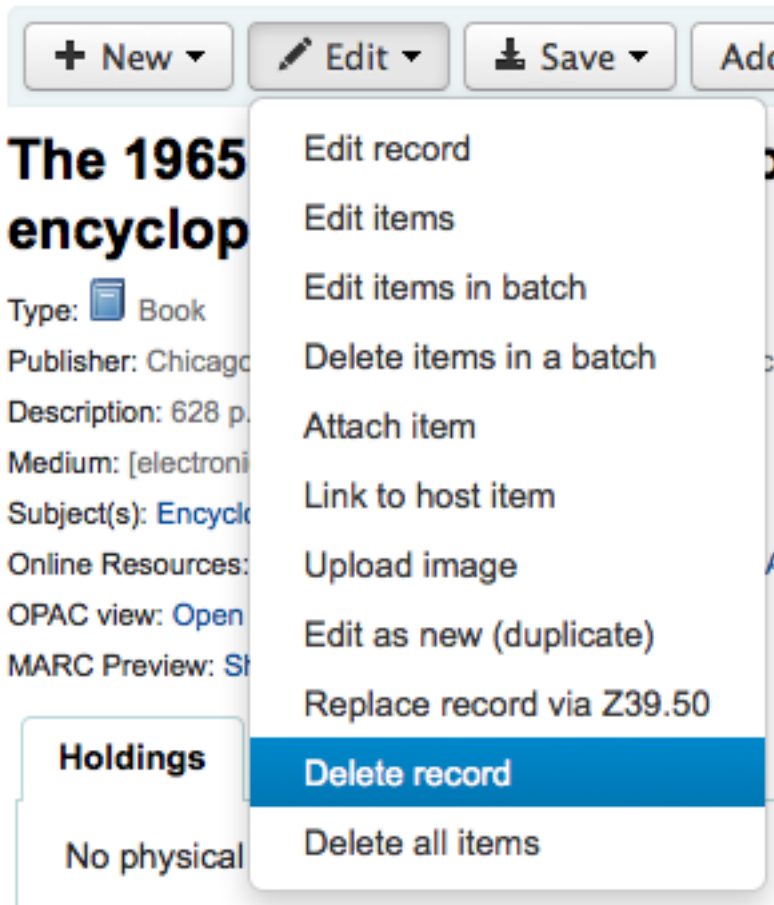 + New Edit Save Add
The 1965
encyclop
Type: Book
Publisher: Chicago
Description: 628 p.
Medium: [electroni
Subject(s): Encyclo
Online Resources:
OPAC view: Open
MARC Preview: Sh
Holdings
No physical
Edit record
Edit items
Edit items in batch
Delete items in a batch
Attach item
Link to host item
Upload image
Edit as new (duplicate)
Replace record via Z39.50
Delete record
Delete all items